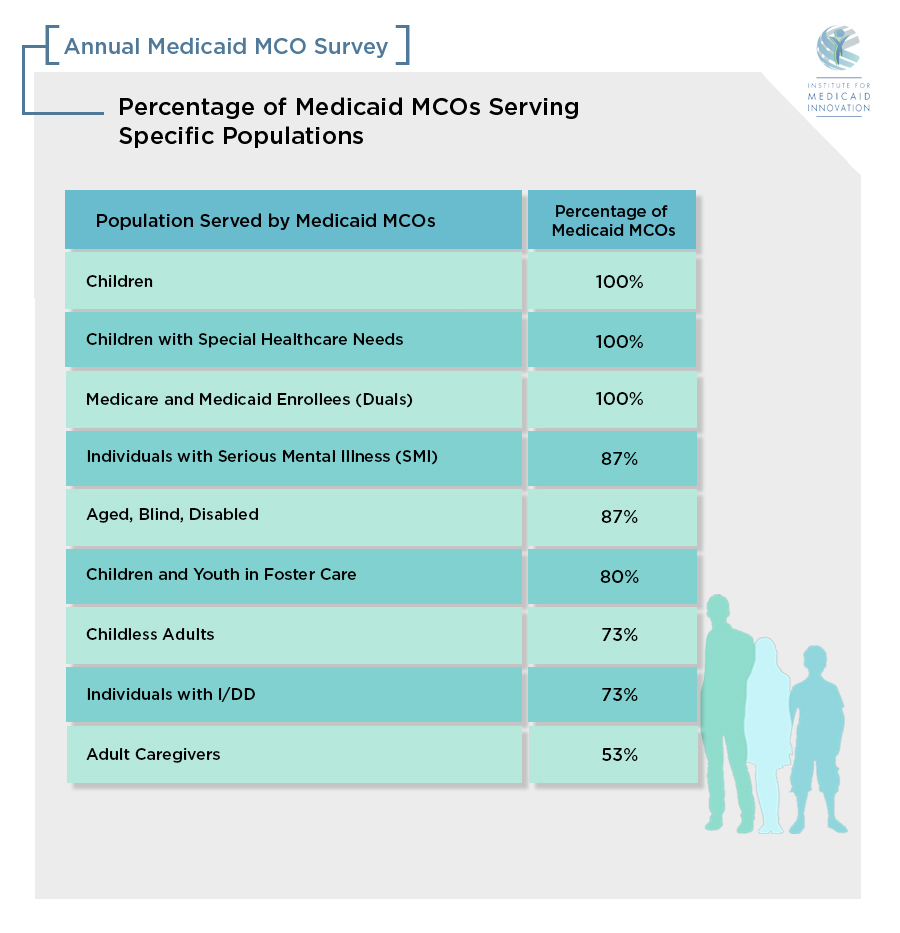 Annual Medicaid MCO Survey
INSTITUTE FOR
MEDICAID
INNOVATION
Percentage of Medicaid MCOs Serving
Specific Populations
Population Served by Medicaid MCOs
Percentage of
Medicaid MCOs
Children
100%
Children with Special Healthcare Needs
100%
Medicare and Medicaid Enrollees (Duals)
100%
Individuals with Serious Mental Illness (SMI)
87%
Aged, Blind, Disabled
87%
Children and Youth in Foster Care
80%
Childless Adults
73%
Individuals with I/DD
73%
Adult Caregivers
53%